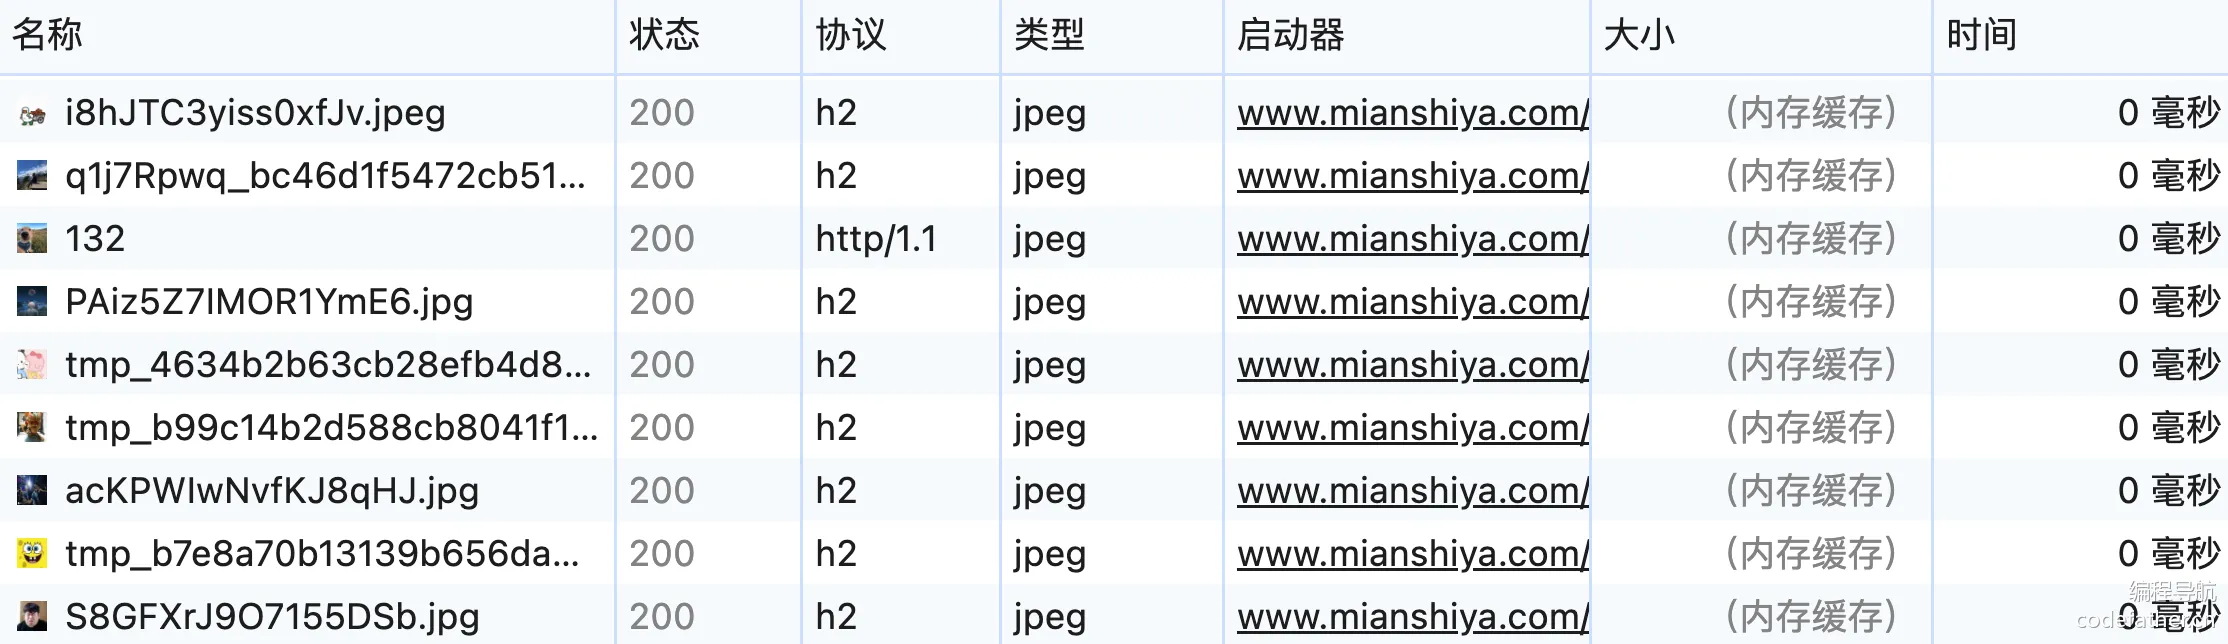 名称 状态 协议 类型 启动器 大小 时间
i8hJTC3yiss0xfJv.jpeg 200 h2 jpeg www.mianshiya.com/ (内存缓存) 0 毫秒
q1j7Rpwq_bc46d1f5472cb51... 200 h2 jpeg www.mianshiya.com/ (内存缓存) 0 毫秒
132 200 http/1.1 jpeg www.mianshiya.com/ (内存缓存) 0 毫秒
PAiz5Z7IMOR1YmE6.jpg 200 h2 jpeg www.mianshiya.com/ (内存缓存) 0 毫秒
tmp_4634b2b63cb28efb4d8... 200 h2 jpeg www.mianshiya.com/ (内存缓存) 0 毫秒
tmp_b99c14b2d588cb8041f1... 200 h2 jpeg www.mianshiya.com/ (内存缓存) 0 毫秒
acKPWIwNvfKJ8qHJ.jpg 200 h2 jpeg www.mianshiya.com/ (内存缓存) 0 毫秒
tmp_b7e8a70b13139b656da... 200 h2 jpeg www.mianshiya.com/ (内存缓存) 0 毫秒
S8GFXrJ9O7155DSb.jpg 200 h2 jpeg www.mianshiya.com/ (内存缓存) 0 毫秒
编程导航
codefather.cn